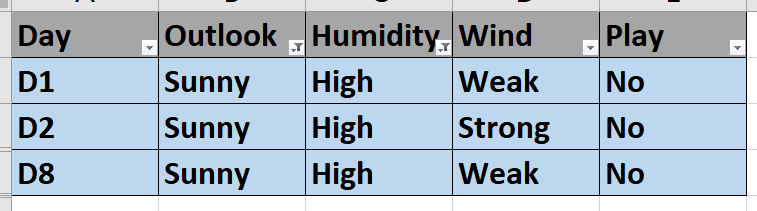 Day Outlook Humidity Wind Play
D1 Sunny High Weak No
D2 Sunny High Strong No
D8 Sunny High Weak No